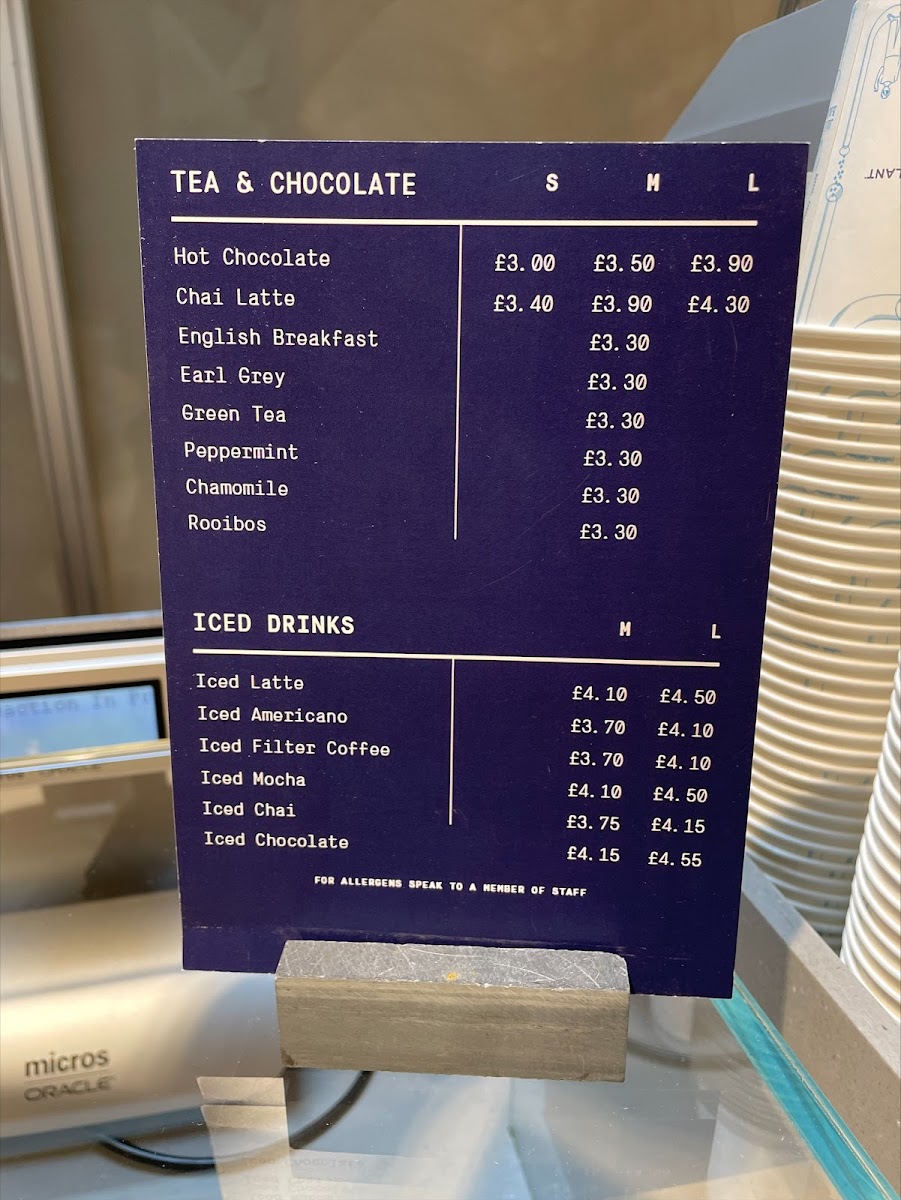 TEA & CHOCOLATE S M L
Hot Chocolate £3.00 £3.50 £3.90
Chai Latte £3.40 £3.90 £4.30
English Breakfast £3.30
Earl Grey £3.30
Green Tea £3.30
Peppermint £3.30
Chamomile £3.30
Rooibos £3.30
ICED DRINKS M L
Iced Latte £4.10 £4.50
Iced Americano £3.70 £4.10
Iced Filter Coffee £3.70 £4.10
Iced Mocha £4.10 £4.50
Iced Chai £3.75 £4.15
Iced Chocolate £4.15 £4.55
FOR ALLERGENS SPEAK TO A MEMBER OF STAFF
micros
ORACLE